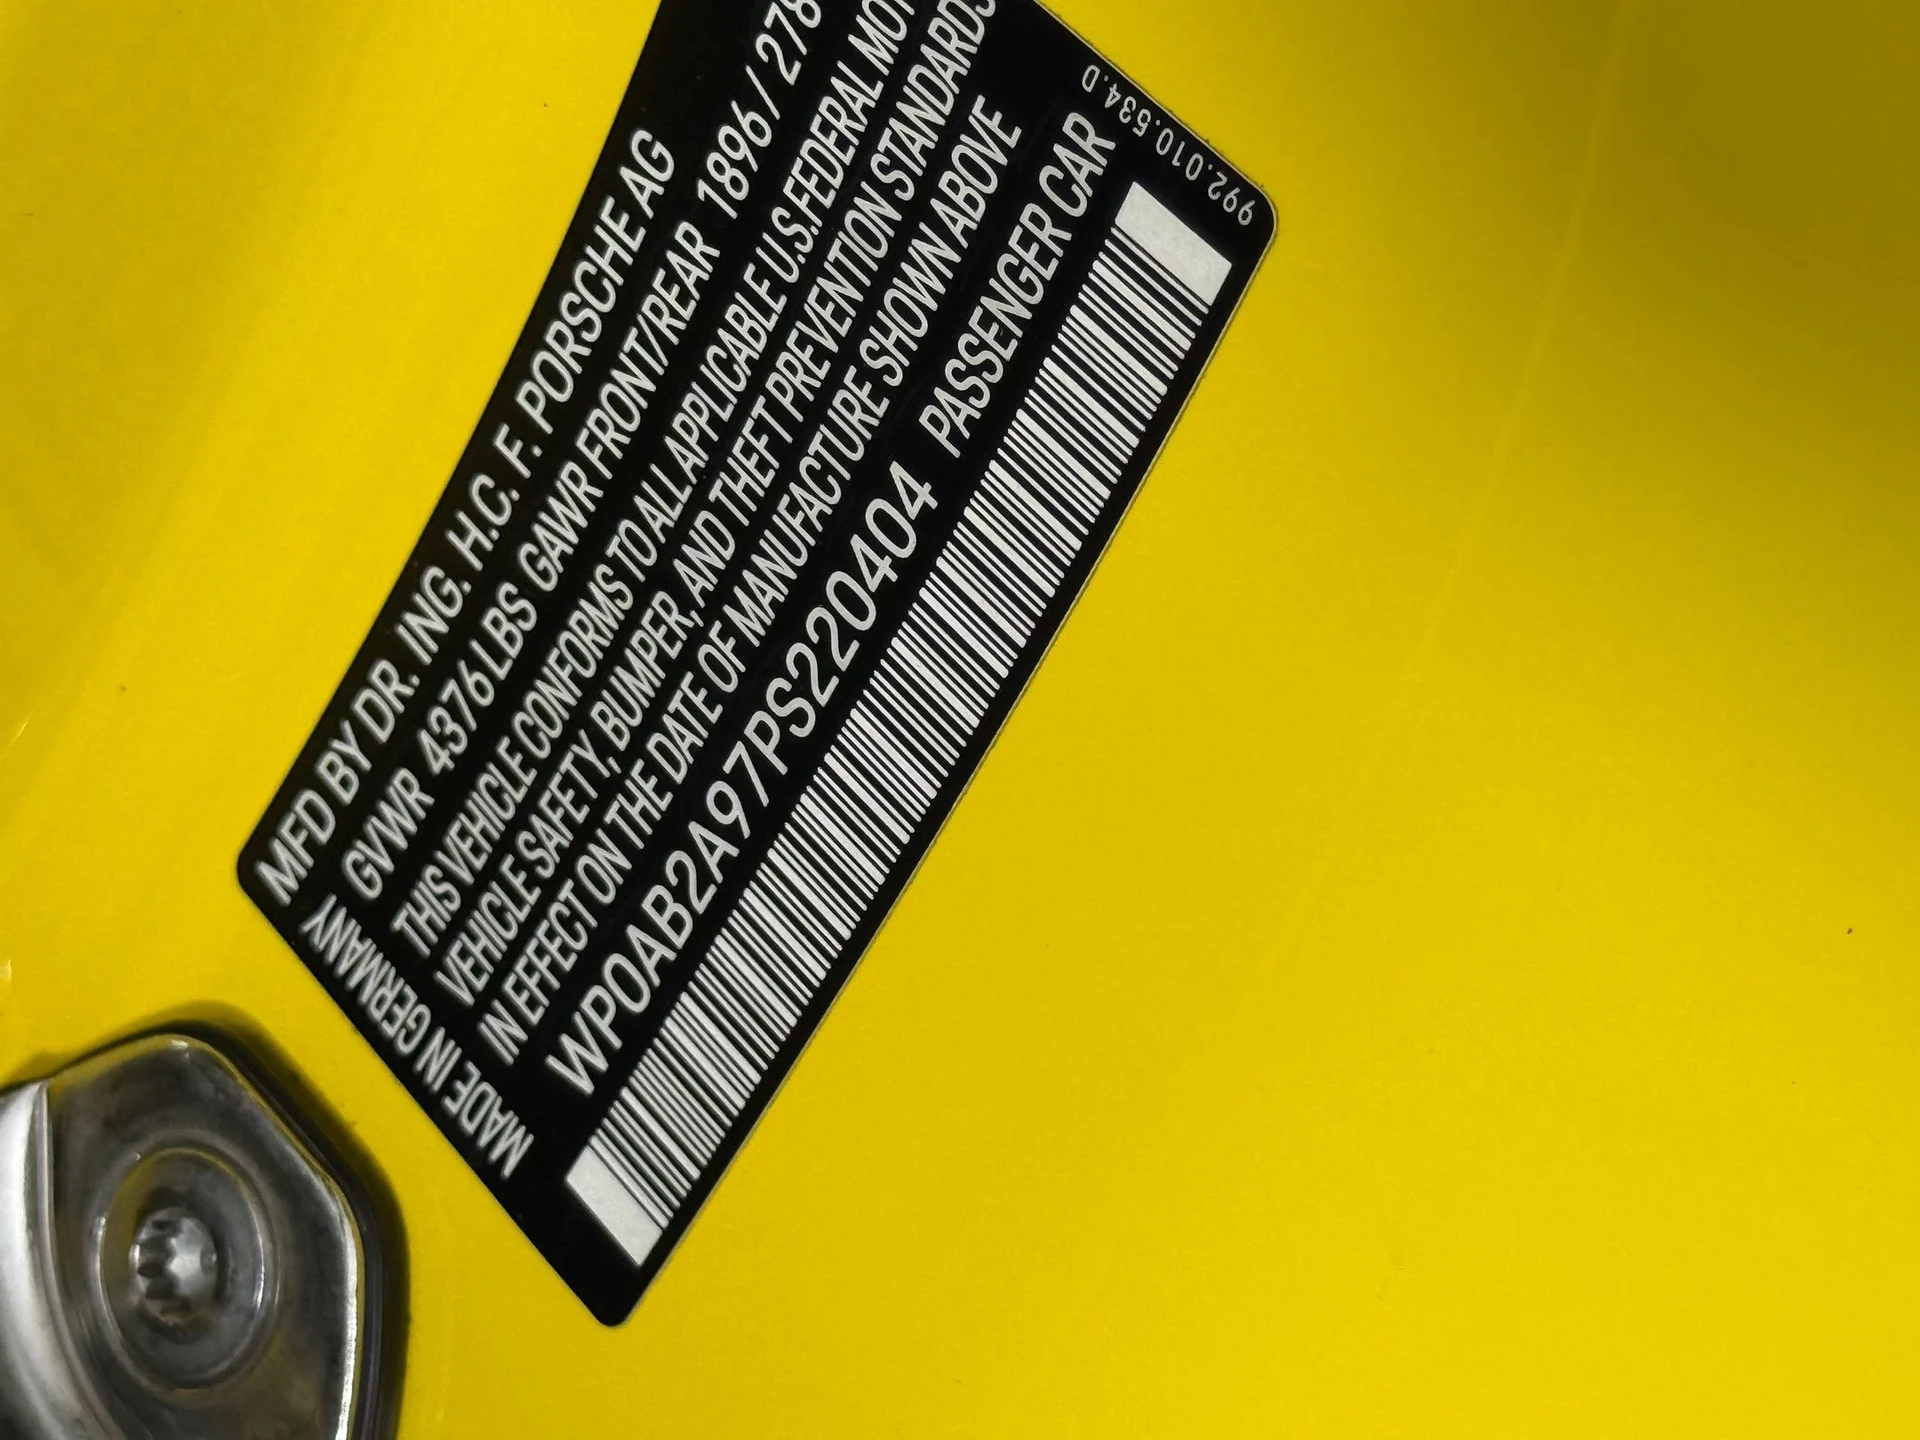 MFD BY DR. ING. H.C. F. PORSCHE AG
GVWR 4376 LBS GAWR FRONT/REAR 1896 / 278
THIS VEHICLE CONFORMS TO ALL APPLICABLE U.S. FEDERAL
VEHICLE SAFETY, BUMPER, AND THEFT PREVENTION STANDARDS
IN EFFECT ON THE DATE OF MANUFACTURE SHOWN ABOVE
WP0AB2A97PS220404 PASSENGER CAR
MADE IN GERMANY
992.010.534.D